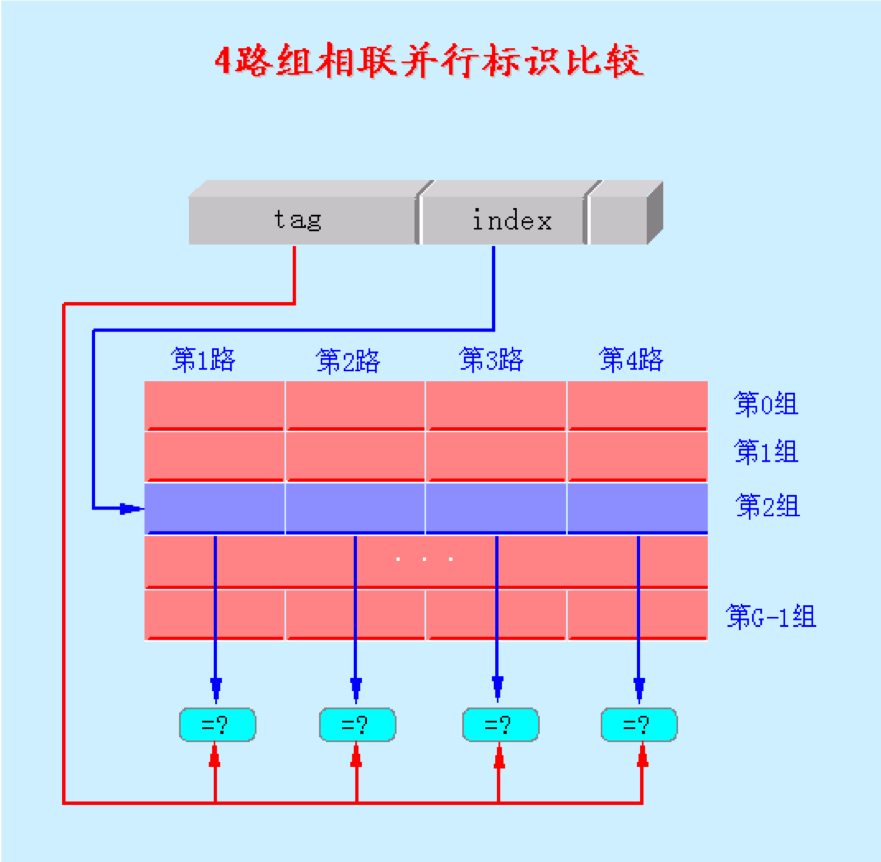 4路组相联并行标识比较
tag index
第1路 第2路 第3路 第4路
第0组
第1组
第2组
· · ·
第G-1组
=? =? =? =?